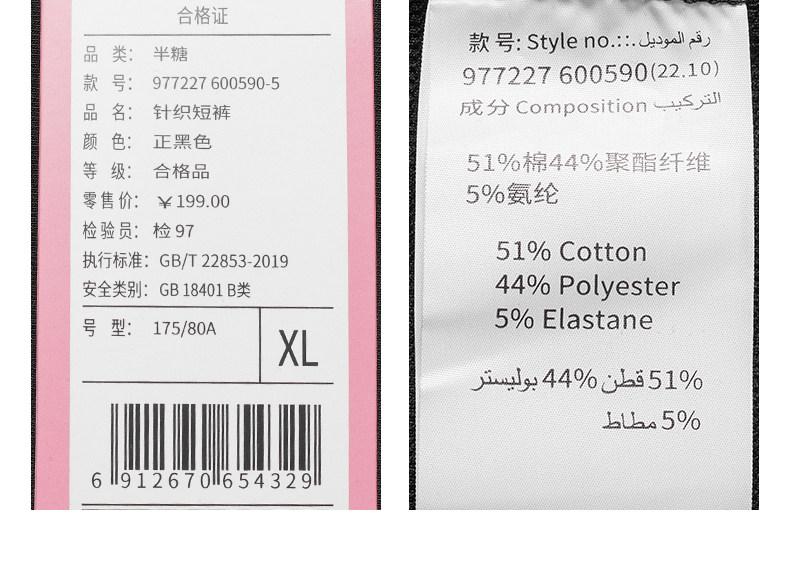 合格证
品 类: 半糖
款 号: 977227 600590-5
品 名: 针织短裤
颜 色: 正黑色
等 级: 合格品
零售价: ￥199.00
检验员: 检 97
执行标准: GB/T 22853-2019
安全类别: GB 18401 B类
号 型: 175/80A
XL
6 912670 654329
款 号: Style no.::. رقم الموديل
977227 600590(22.10)
成分 Composition التركيب
51%棉44%聚酯纤维
5%氨纶
51% Cotton
44% Polyester
5% Elastane
51% قطن 44% بوليستر
5% مطاط